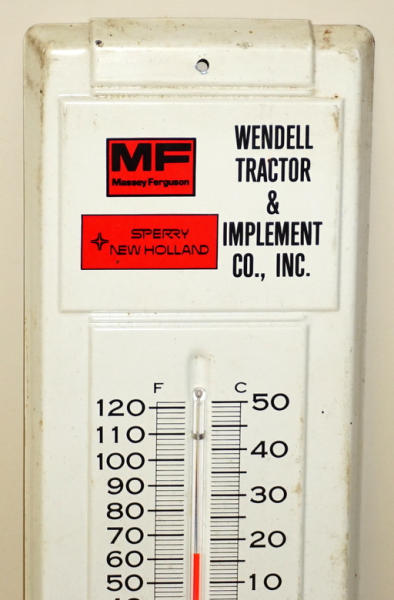 MF
Massey Ferguson
SPERRY
NEW HOLLAND
WENDELL
TRACTOR
&
IMPLEMENT
CO., INC.
F C
120 50
110
100 40
90 30
80
70 20
60
50 10